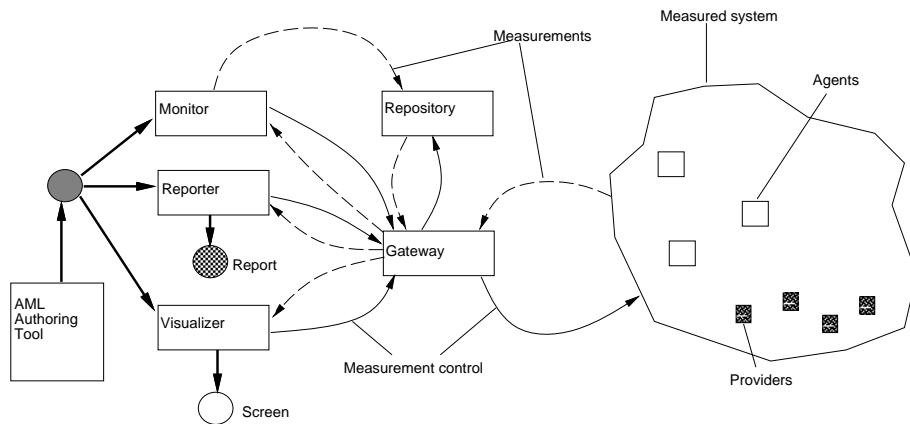 Measured system
Measurements
Agents
Monitor
Repository
Reporter
Gateway
Report
AML
Authoring
Tool
Visualizer
Measurement control
Providers
Screen